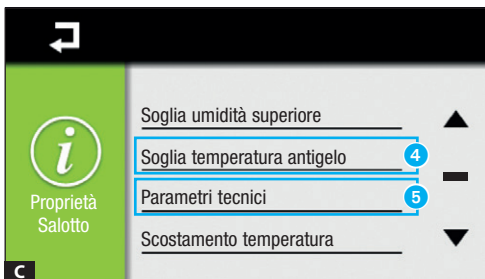 Soglia umidità superiore
Soglia temperatura antigelo 4
Parametri tecnici 5
Scostamento temperatura
i
Proprietà
Salotto
C